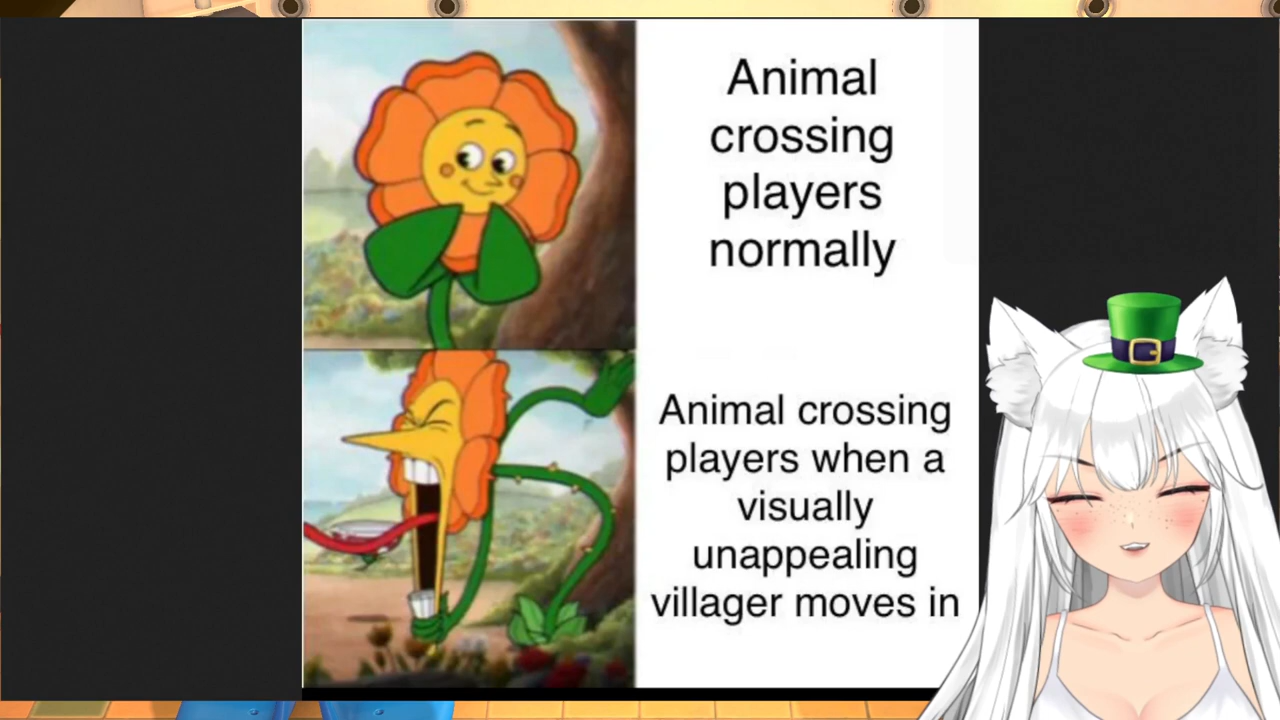 Animal
crossing
players
normally
Animal crossing
players when a
visually
unappealing
villager moves in